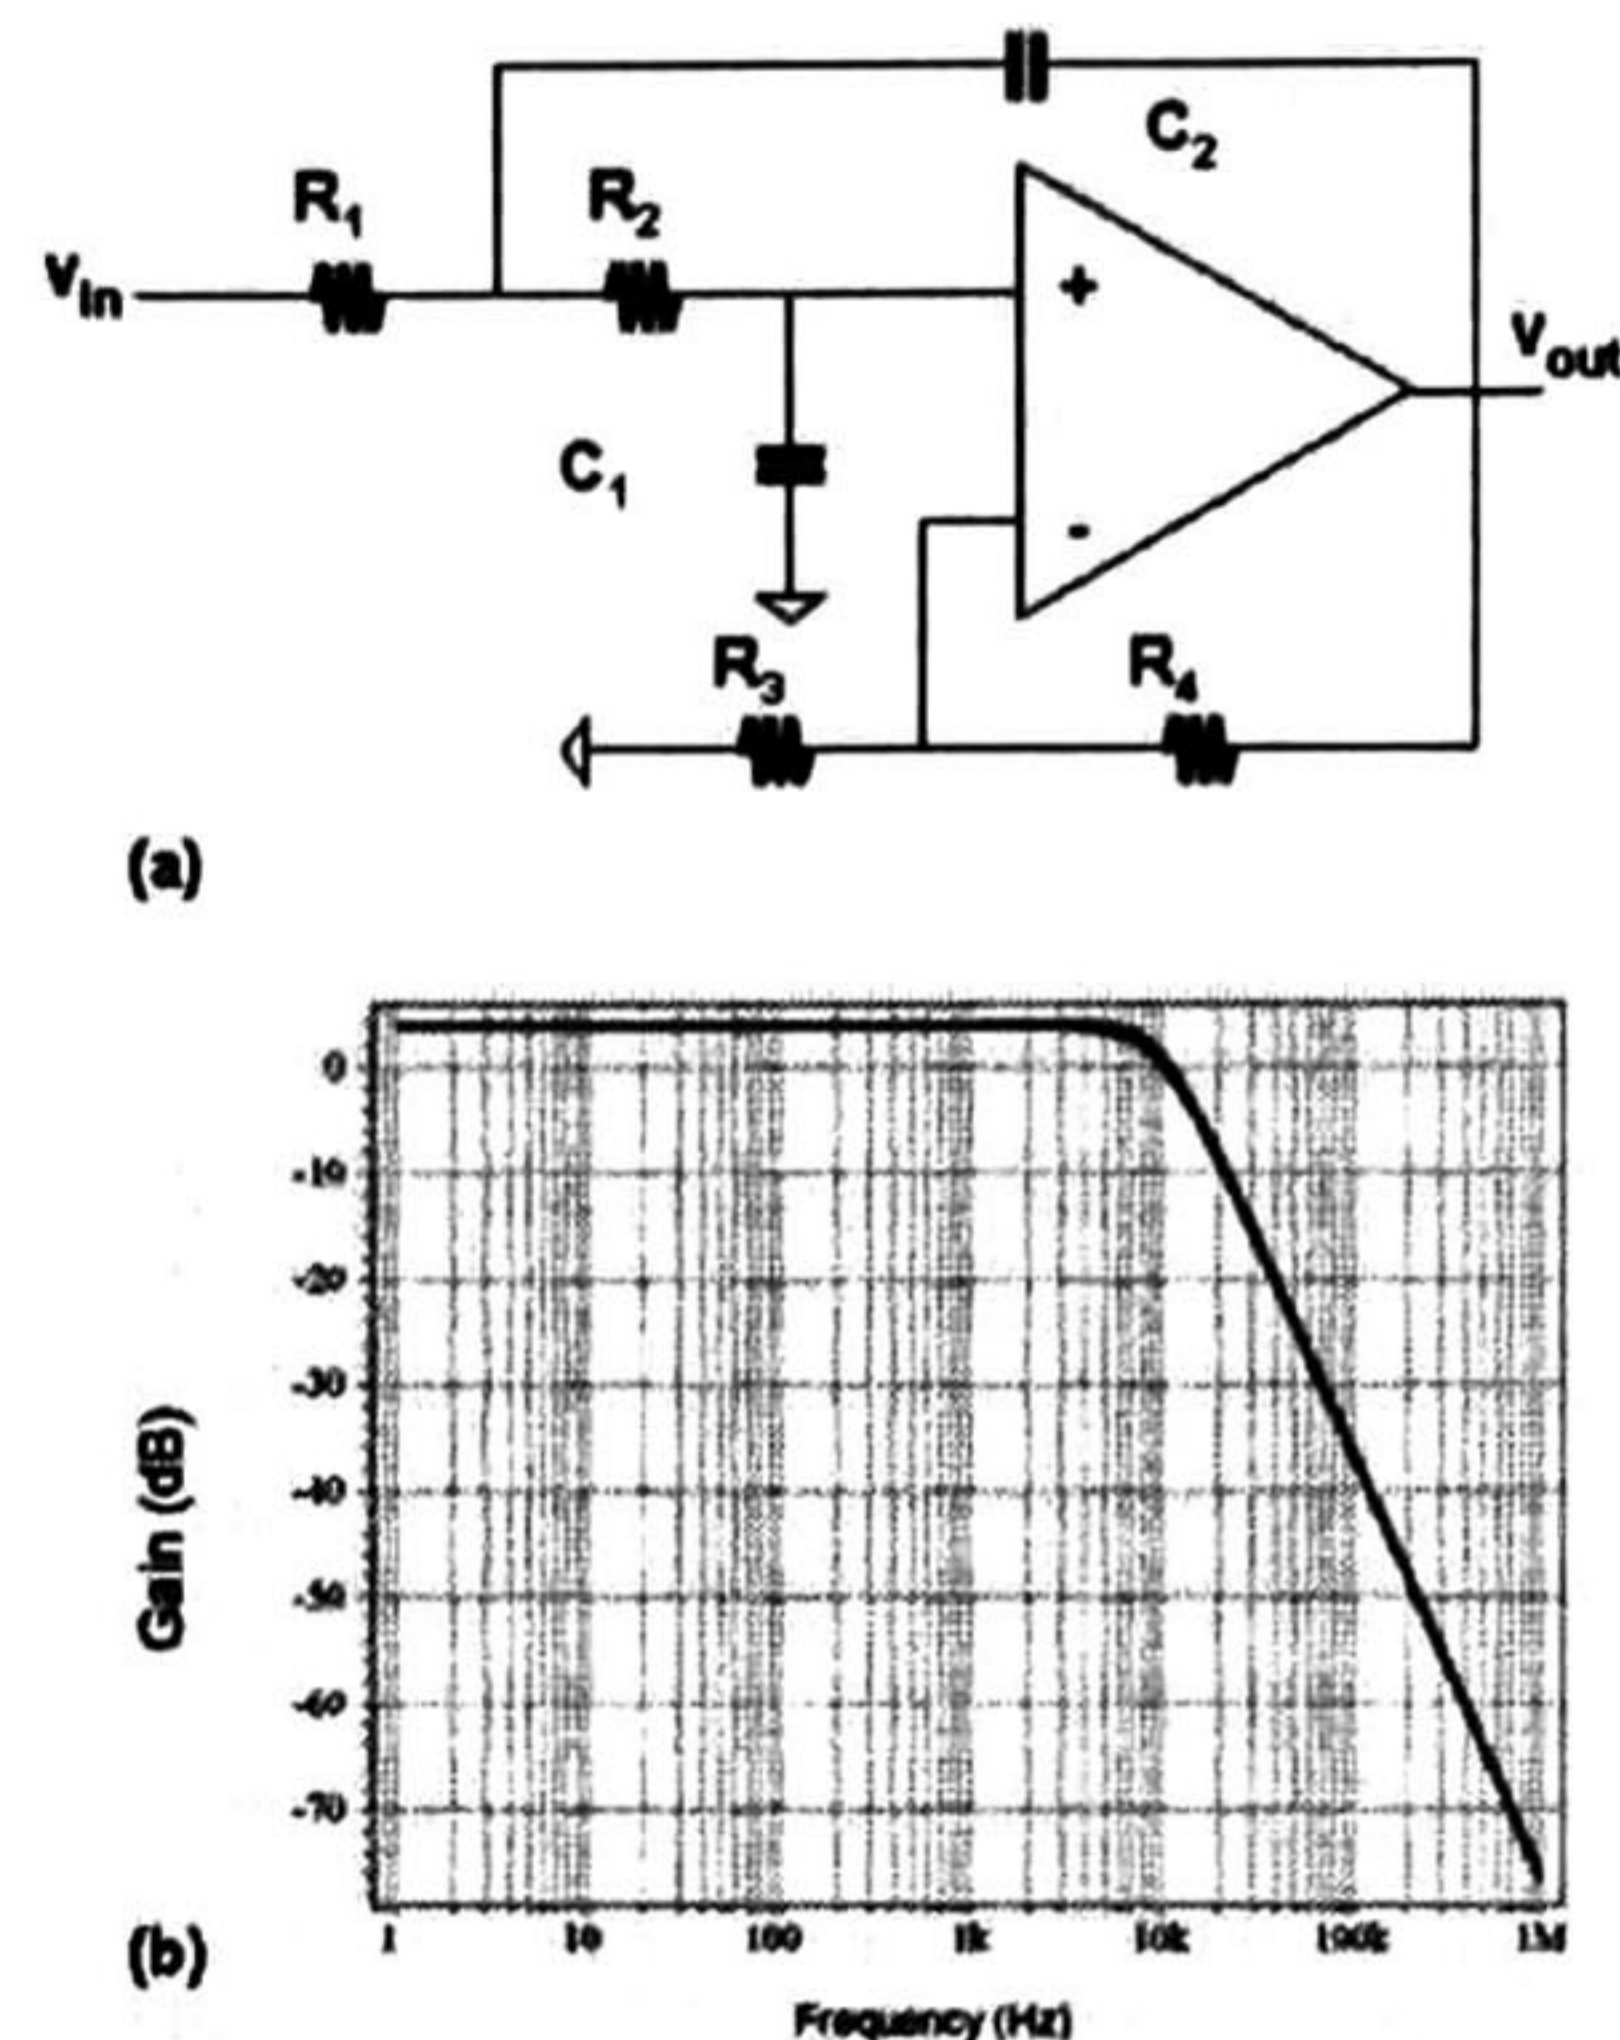 C₂
R₁ R₂
Vin
+
Vout
C₁
-
R₃ R₄
(a)
0
-10
-20
-30
-40
-50
-60
-70
Gain (dB)
(b)
1 10 100 1k 10k 100k 1M
Frequency (Hz)